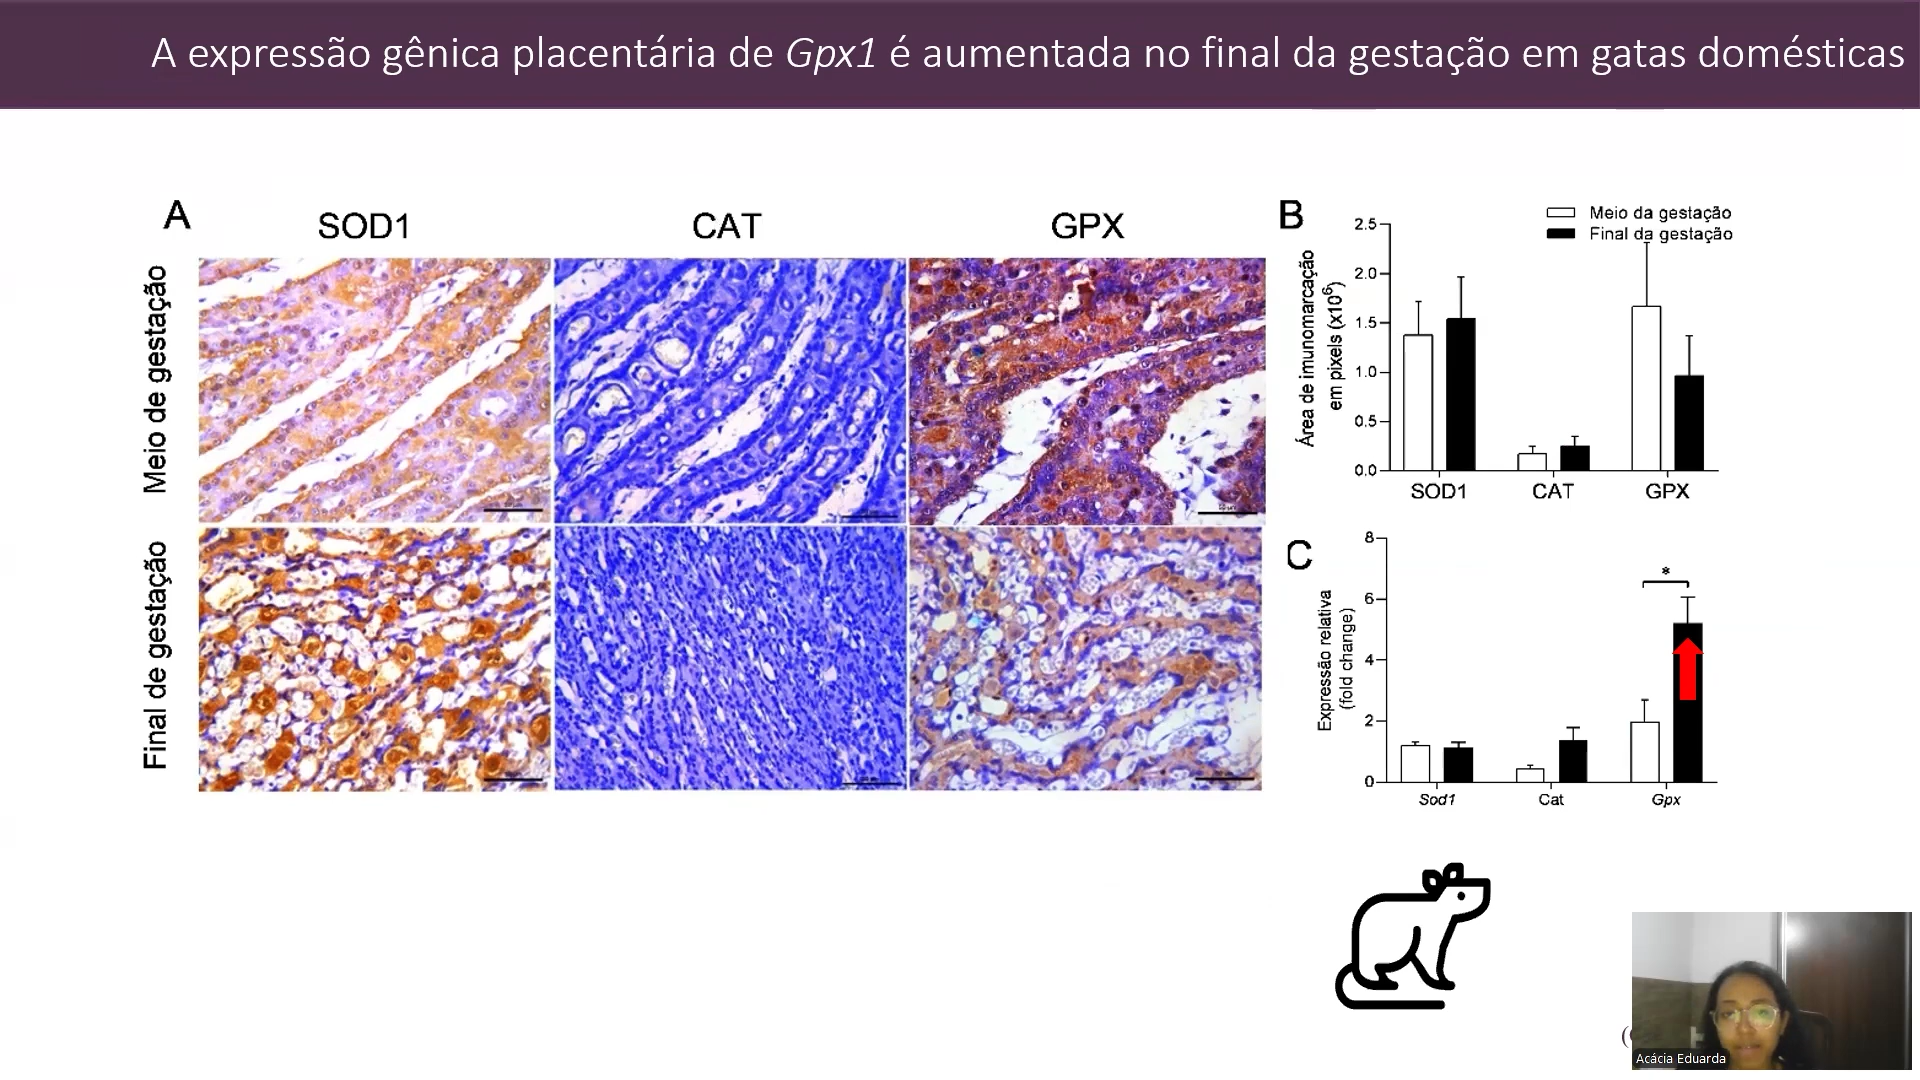 A expressão gênica placentária de Gpx1 é aumentada no final da gestação em gatas domésticas
A
SOD1
CAT
GPX
Meio de gestação
Final de gestação
B
Meio da gestação
Final da gestação
Área de imunomarcação
em pixels (x10⁶)
2.5
2.0
1.5
1.0
0.5
0.0
SOD1
CAT
GPX
C
Expressão relativa
(fold change)
8
6
4
2
0
*
Sod1
Cat
Gpx
Acácia Eduarda